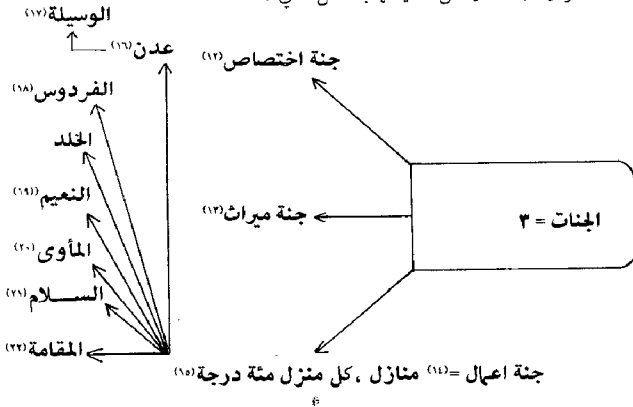 الجنات = ٣
جنة اختصاص(١٢)
جنة ميراث(١٣)
جنة اعمال =(١٤) منازل ، كل منزل مئة درجة(١٥)
الوسيلة(١٧)
عدن(١٦)
الفردوس(١٨)
الخلد
النعيم(١٩)
المأوى(٢٠)
الســلام(٢١)
المقامة(٢٢)